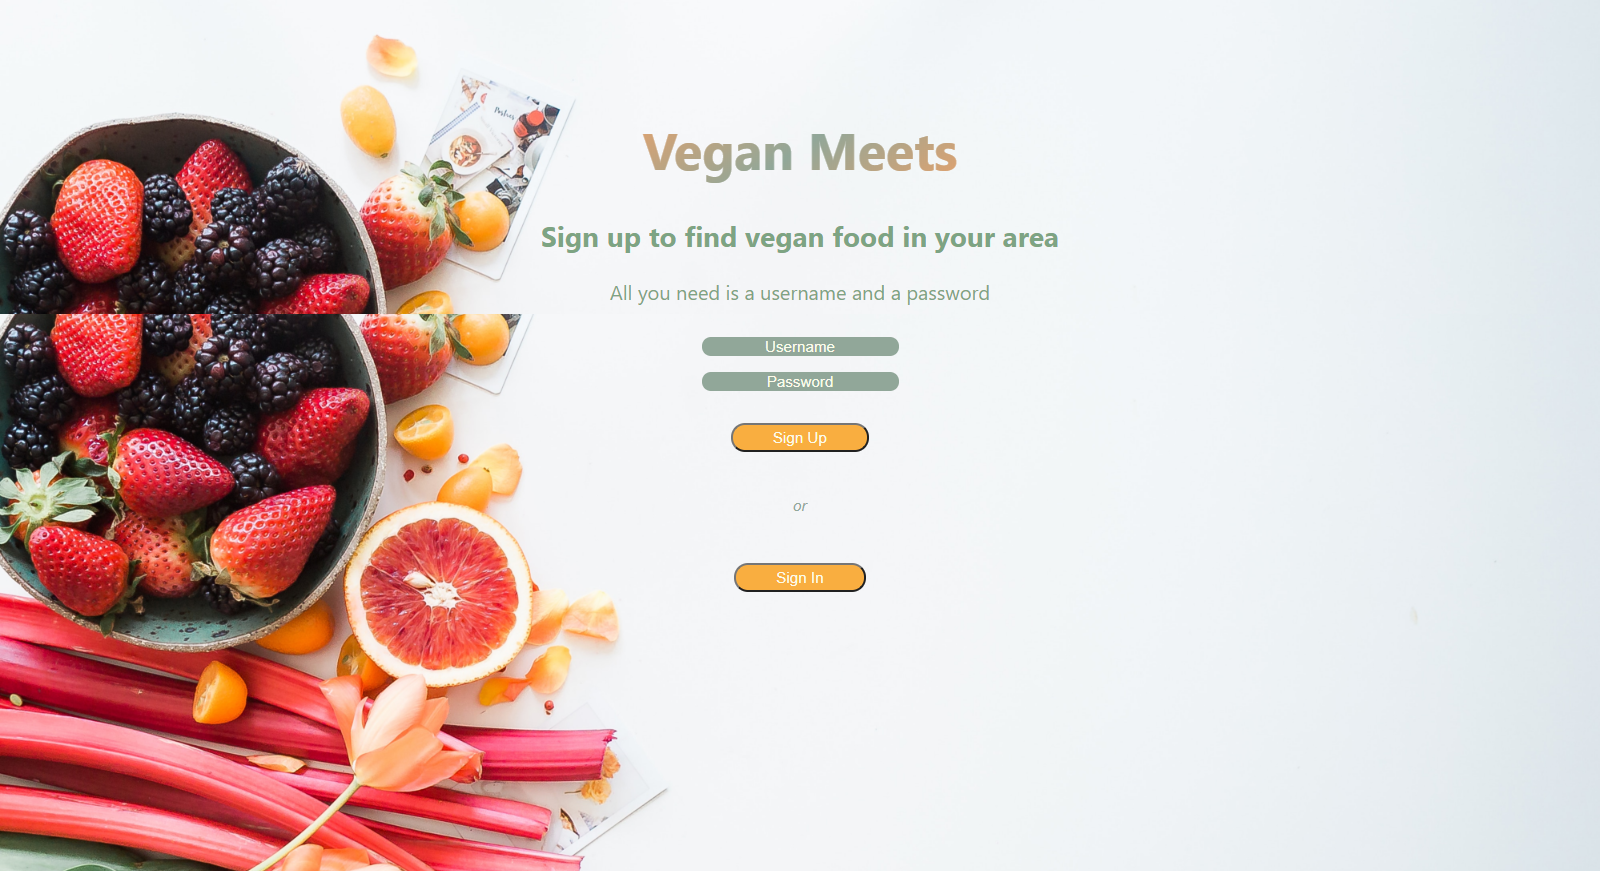 Vegan Meets
Sign up to find vegan food in your area
All you need is a username and a password
Username
Password
Sign Up
or
Sign In